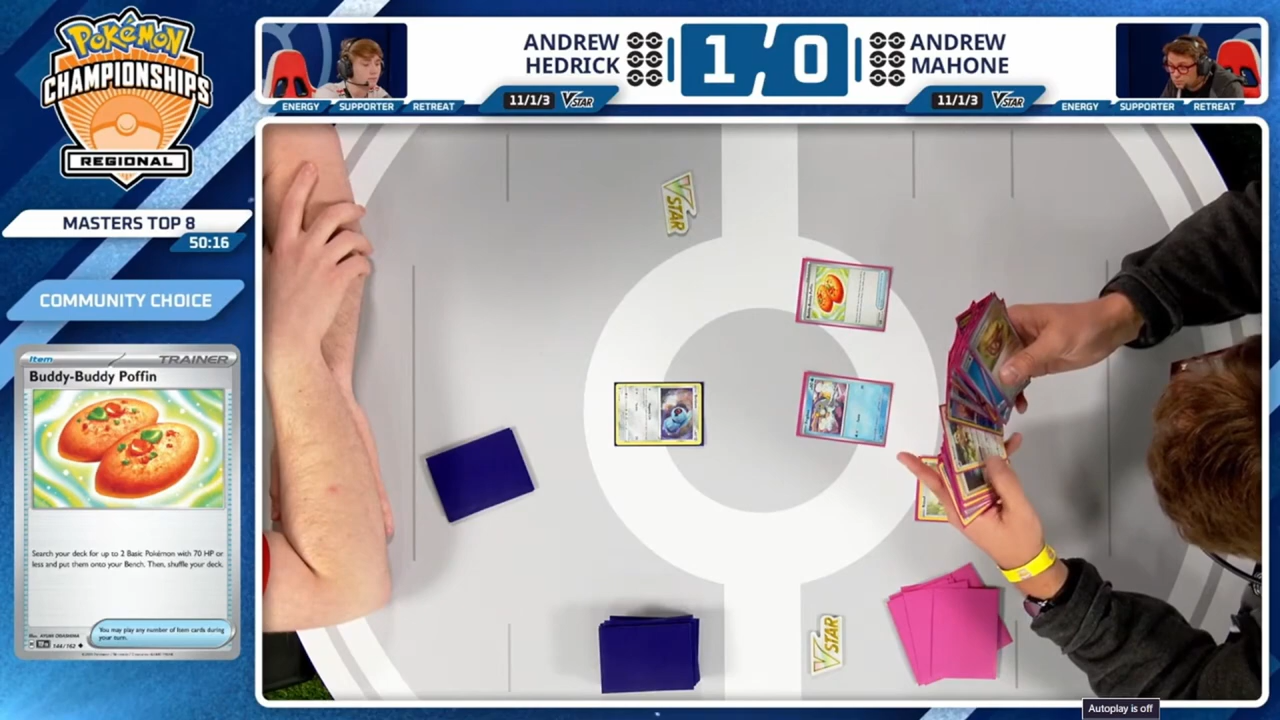 Pokémon
CHAMPIONSHIPS
REGIONAL
MASTERS TOP 8
50:16
COMMUNITY CHOICE
Item
TRAINER
Buddy-Buddy Poffin
Search your deck for up to 2 Basic Pokémon with 70 HP or
less and put them onto your Bench. Then, shuffle your deck.
You may play any number of Item cards during
your turn.
144/162
ANDREW
HEDRICK
1
0
ANDREW
MAHONE
ENERGY
SUPPORTER
RETREAT
11/1/3
VSTAR
11/1/3
VSTAR
ENERGY
SUPPORTER
RETREAT
VSTAR
VSTAR
Autoplay is off